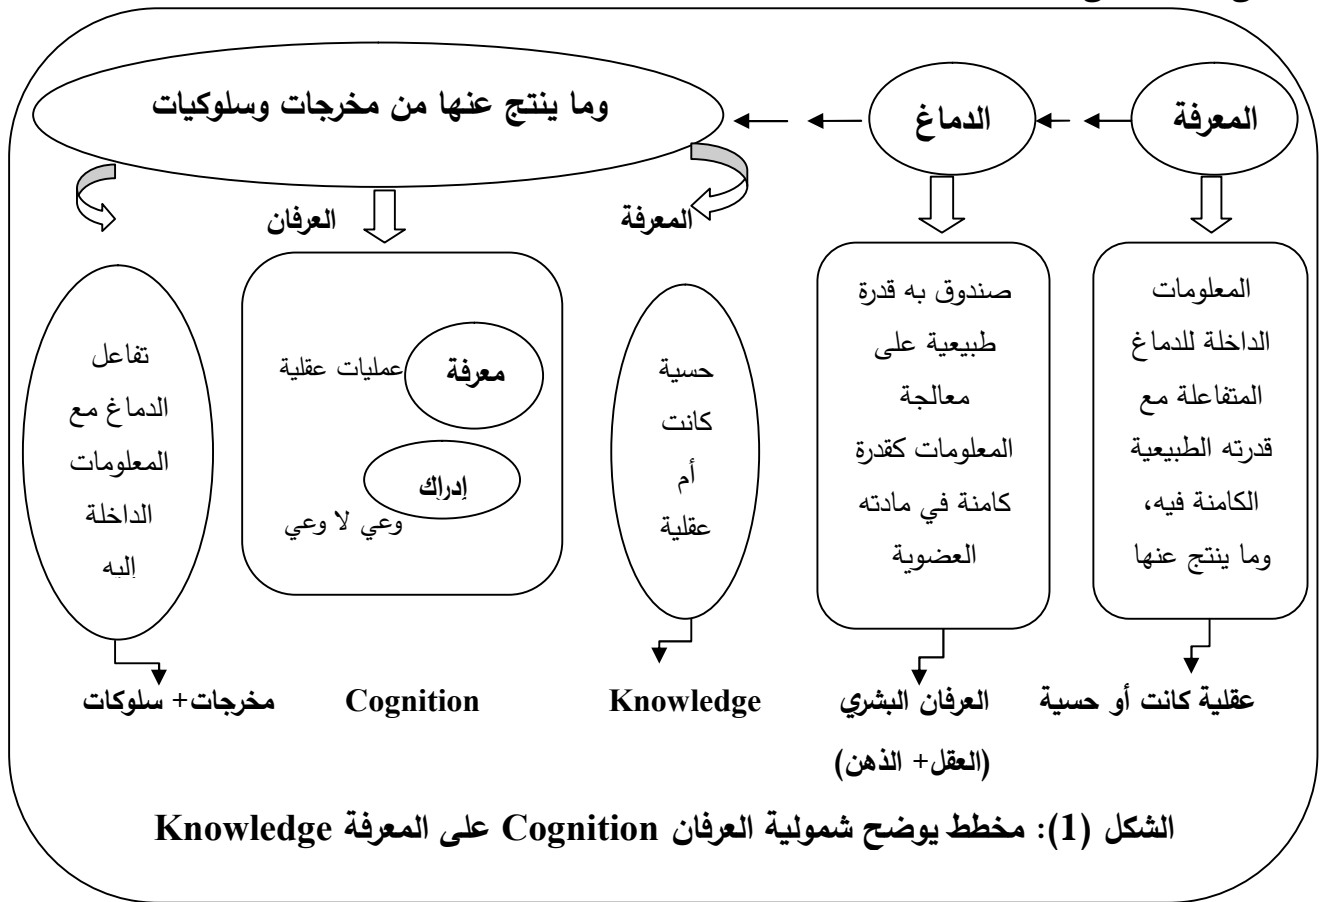 المعرفة
الدماغ
وما ينتج عنها من مخرجات وسلوكيات
المعرفة
العرفان
المعلومات
الداخلة للدماغ
المتفاعلة مع
قدرته الطبيعية
الكامنة فيه،
وما ينتج عنها
صندوق به قدرة
طبيعية على
معالجة
المعلومات كقدرة
كامنة في مادته
العضوية
حسية
كانت
أم
عقلية
معرفة
عمليات عقلية
إدراك
وعي لا وعي
تفاعل
الدماغ مع
المعلومات
الداخلة
إليه
عقلية كانت أو حسية
العرفان البشري
(العقل+ الذهن)
Knowledge
Cognition
مخرجات+ سلوكات
الشكل (1): مخطط يوضح شمولية العرفان Cognition على المعرفة Knowledge